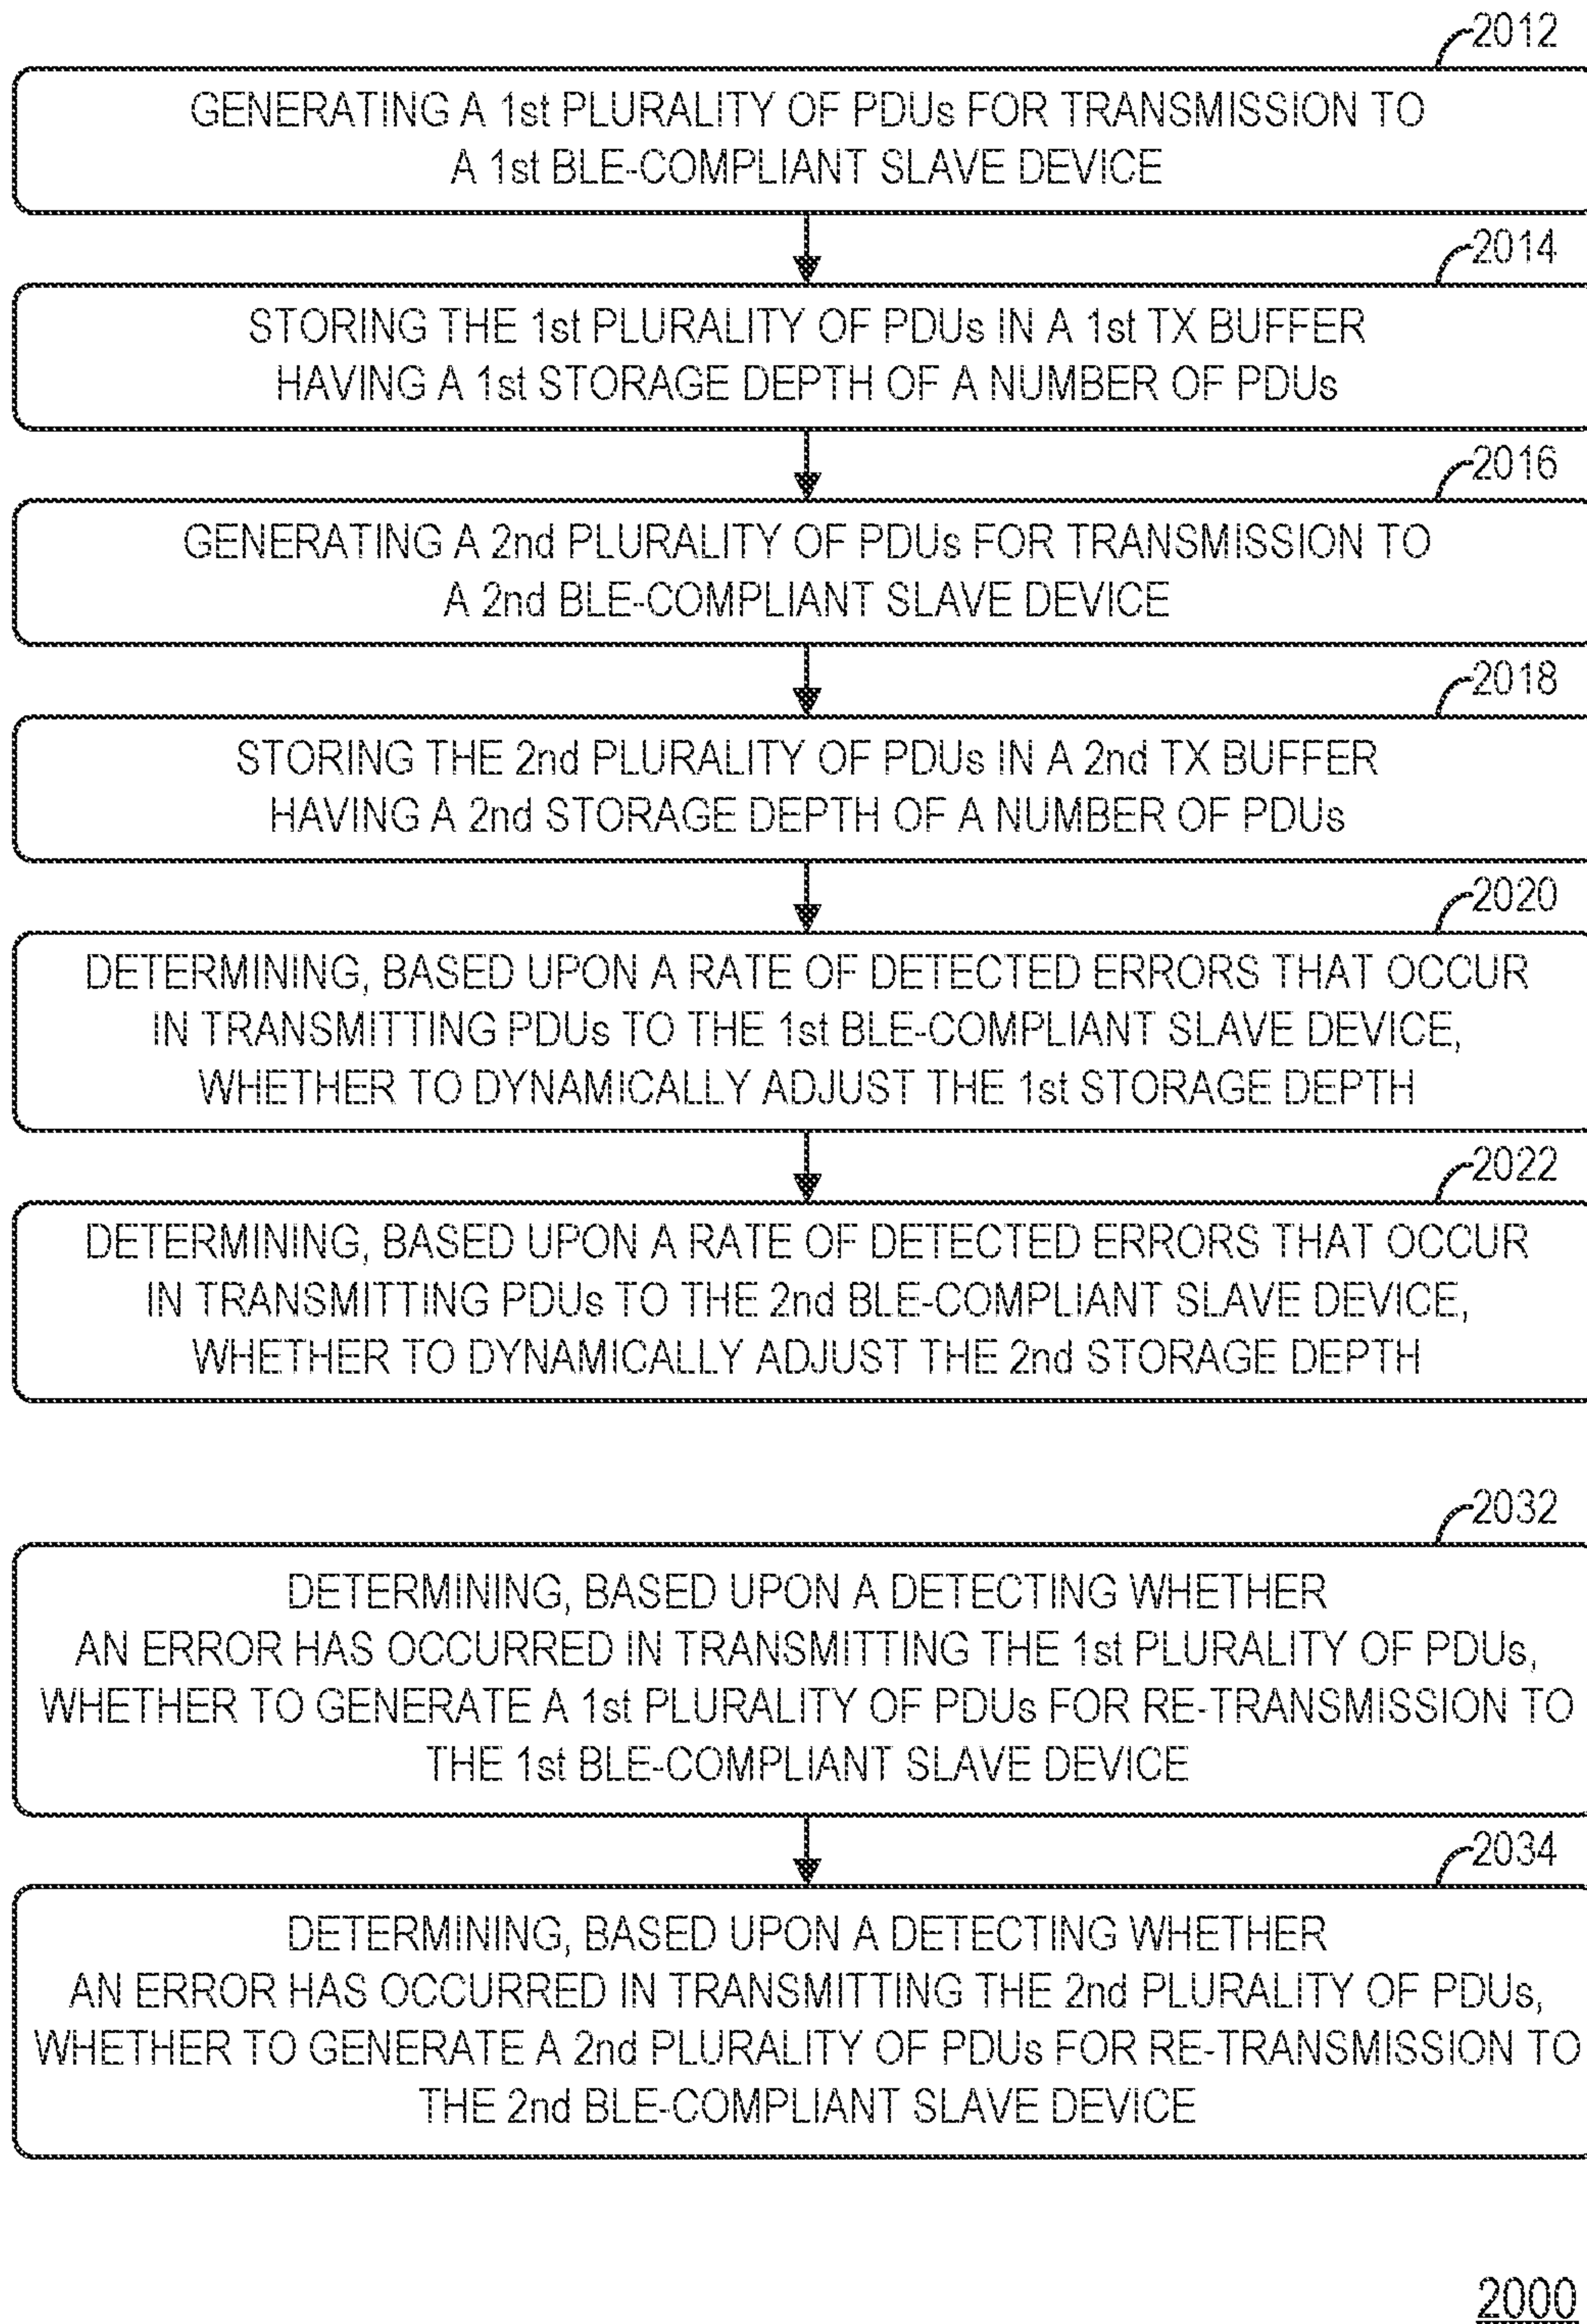 2012
GENERATING A 1st PLURALITY OF PDUs FOR TRANSMISSION TO
A 1st BLE-COMPLIANT SLAVE DEVICE
2014
STORING THE 1st PLURALITY OF PDUs IN A 1st TX BUFFER
HAVING A 1st STORAGE DEPTH OF A NUMBER OF PDUs
2016
GENERATING A 2nd PLURALITY OF PDUs FOR TRANSMISSION TO
A 2nd BLE-COMPLIANT SLAVE DEVICE
2018
STORING THE 2nd PLURALITY OF PDUs IN A 2nd TX BUFFER
HAVING A 2nd STORAGE DEPTH OF A NUMBER OF PDUs
2020
DETERMINING, BASED UPON A RATE OF DETECTED ERRORS THAT OCCUR
IN TRANSMITTING PDUs TO THE 1st BLE-COMPLIANT SLAVE DEVICE,
WHETHER TO DYNAMICALLY ADJUST THE 1st STORAGE DEPTH
2022
DETERMINING, BASED UPON A RATE OF DETECTED ERRORS THAT OCCUR
IN TRANSMITTING PDUs TO THE 2nd BLE-COMPLIANT SLAVE DEVICE,
WHETHER TO DYNAMICALLY ADJUST THE 2nd STORAGE DEPTH
2032
DETERMINING, BASED UPON A DETECTING WHETHER
AN ERROR HAS OCCURRED IN TRANSMITTING THE 1st PLURALITY OF PDUs,
WHETHER TO GENERATE A 1st PLURALITY OF PDUs FOR RE-TRANSMISSION TO
THE 1st BLE-COMPLIANT SLAVE DEVICE
2034
DETERMINING, BASED UPON A DETECTING WHETHER
AN ERROR HAS OCCURRED IN TRANSMITTING THE 2nd PLURALITY OF PDUs,
WHETHER TO GENERATE A 2nd PLURALITY OF PDUs FOR RE-TRANSMISSION TO
THE 2nd BLE-COMPLIANT SLAVE DEVICE
2000